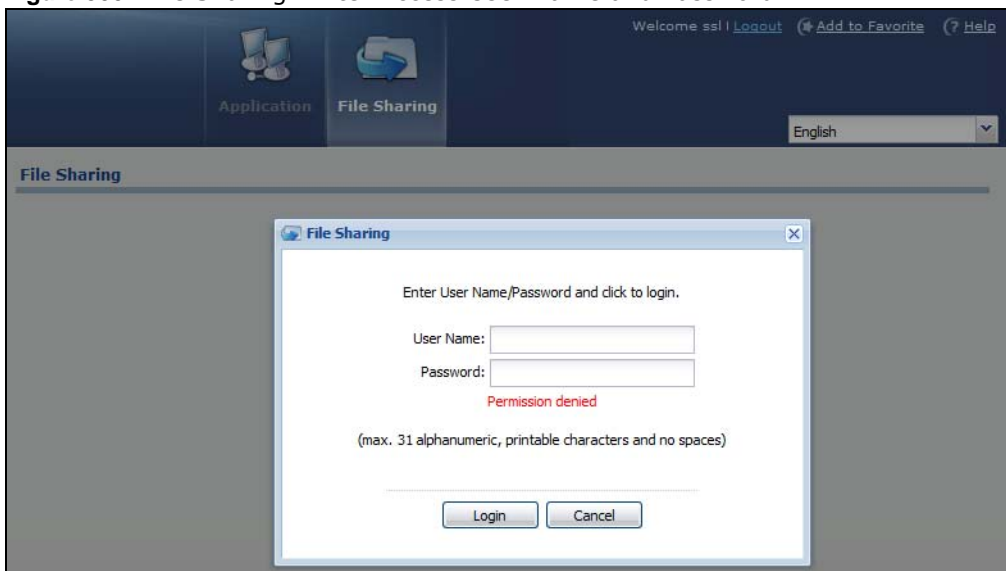 Welcome ssl | Logout Add to Favorite ? Help
Application
File Sharing
English
File Sharing
File Sharing
Enter User Name/Password and click to login.
User Name:
Password:
Permission denied
(max. 31 alphanumeric, printable characters and no spaces)
Login Cancel